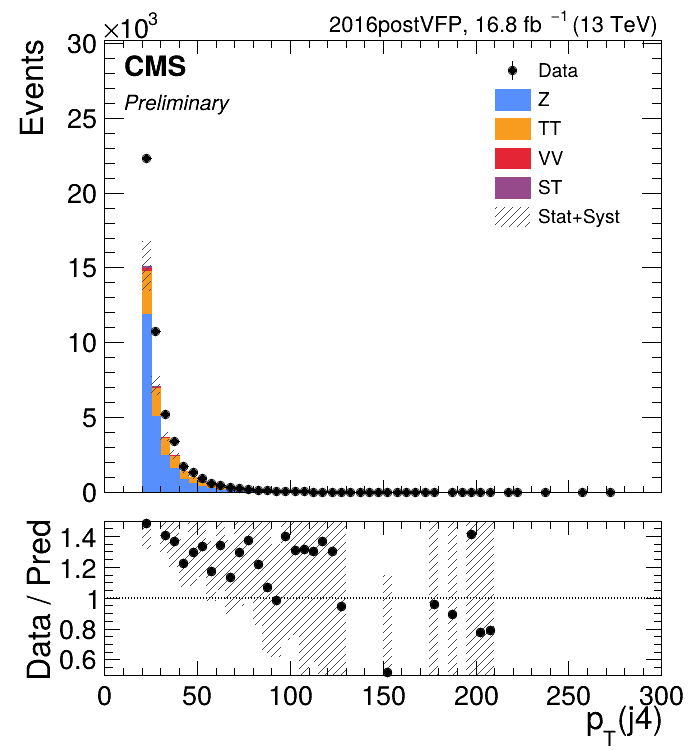 ×10³
2016postVFP, 16.8 fb ⁻¹ (13 TeV)
CMS
Preliminary
Events
30
25
20
15
10
5
0
Data
Z
TT
VV
ST
Stat+Syst
Data / Pred
1.4
1.2
1
0.8
0.6
0 50 100 150 200 250 300
p_T(j4)